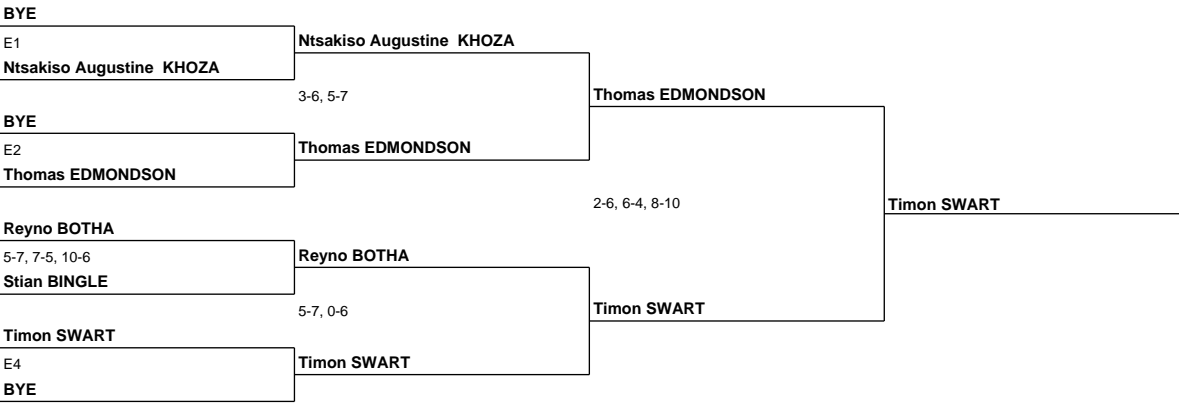 BYE
E1
Ntsakiso Augustine KHOZA
Ntsakiso Augustine KHOZA
3-6, 5-7
Thomas EDMONDSON
BYE
E2
Thomas EDMONDSON
Thomas EDMONDSON
2-6, 6-4, 8-10
Timon SWART
Reyno BOTHA
5-7, 7-5, 10-6
Reyno BOTHA
Stian BINGLE
5-7, 0-6
Timon SWART
Timon SWART
E4
Timon SWART
BYE